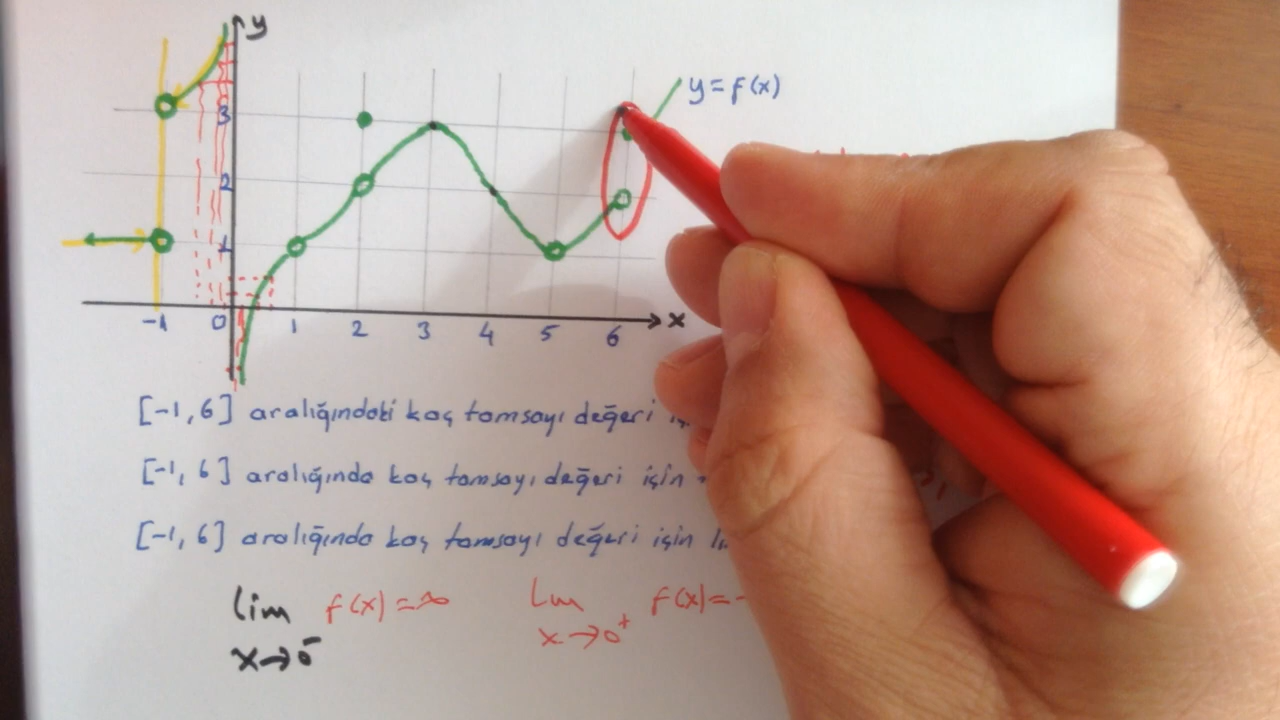 y
y = f(x)
3
2
1
-1 0 1 2 3 4 5 6 x
[-1, 6] aralığındaki kaç tamsayı değeri
[-1, 6] aralığında kaç tamsayı değeri için
[-1, 6] aralığında kaç tamsayı değeri için
lim f(x) = ∞ Lım f(x) = -
x→0⁻ x→0⁺